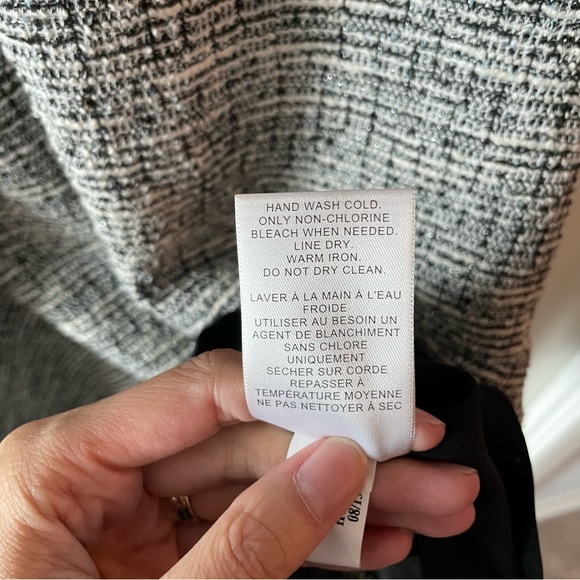 HAND WASH COLD.
ONLY NON-CHLORINE
BLEACH WHEN NEEDED.
LINE DRY.
WARM IRON.
DO NOT DRY CLEAN.
LAVER À LA MAIN À L'EAU
FROIDE
UTILISER AU BESOIN UN
AGENT DE BLANCHIMENT
SANS CHLORE
UNIQUEMENT
SÉCHER SUR CORDE
REPASSER À
TEMPÉRATURE MOYENNE
NE PAS NETTOYER À SEC